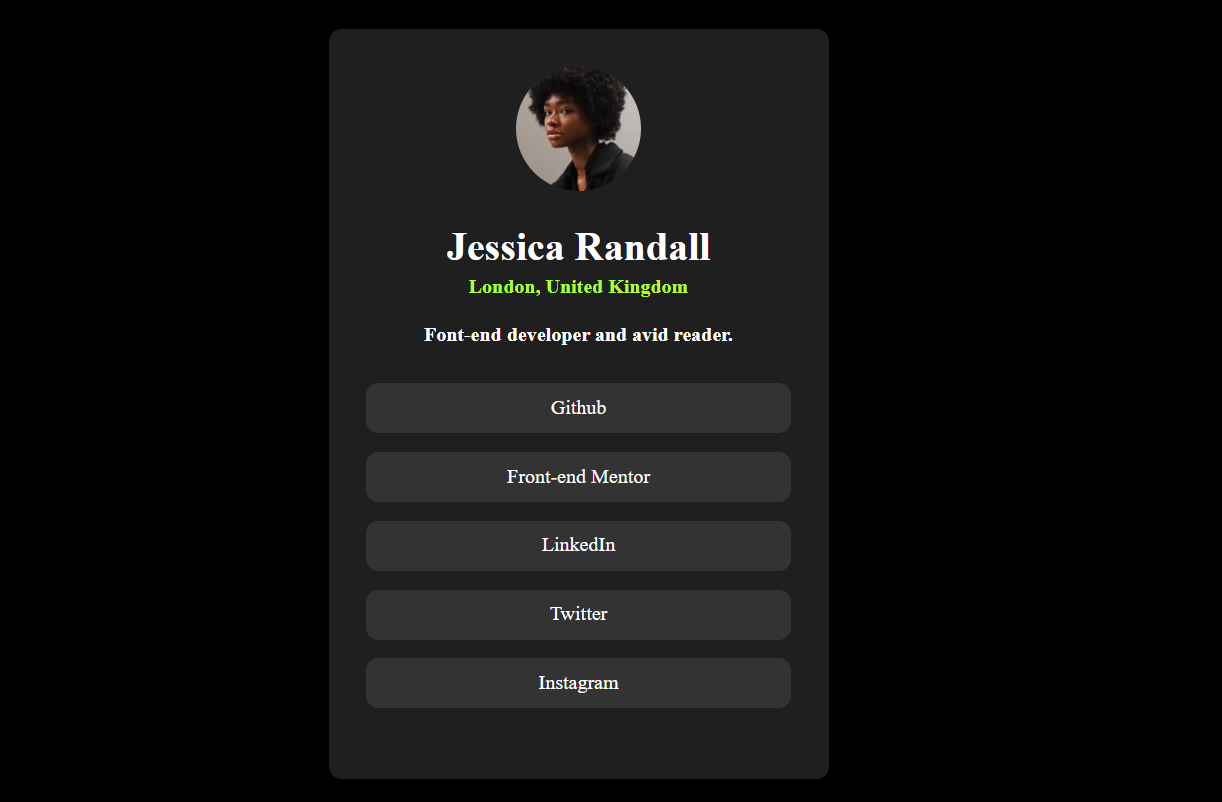 Jessica Randall
London, United Kingdom
Font-end developer and avid reader.
Github
Front-end Mentor
LinkedIn
Twitter
Instagram